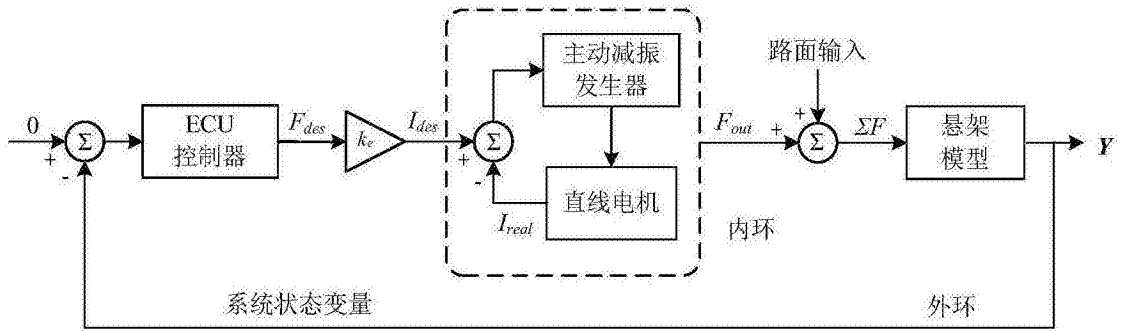 0
+
-
Σ
ECU
控制器
F_des
k_e
I_des
+
-
Σ
主动减振
发生器
直线电机
I_real
内环
F_out
路面输入
+
+
Σ
ΣF
悬架
模型
Y
系统状态变量
外环